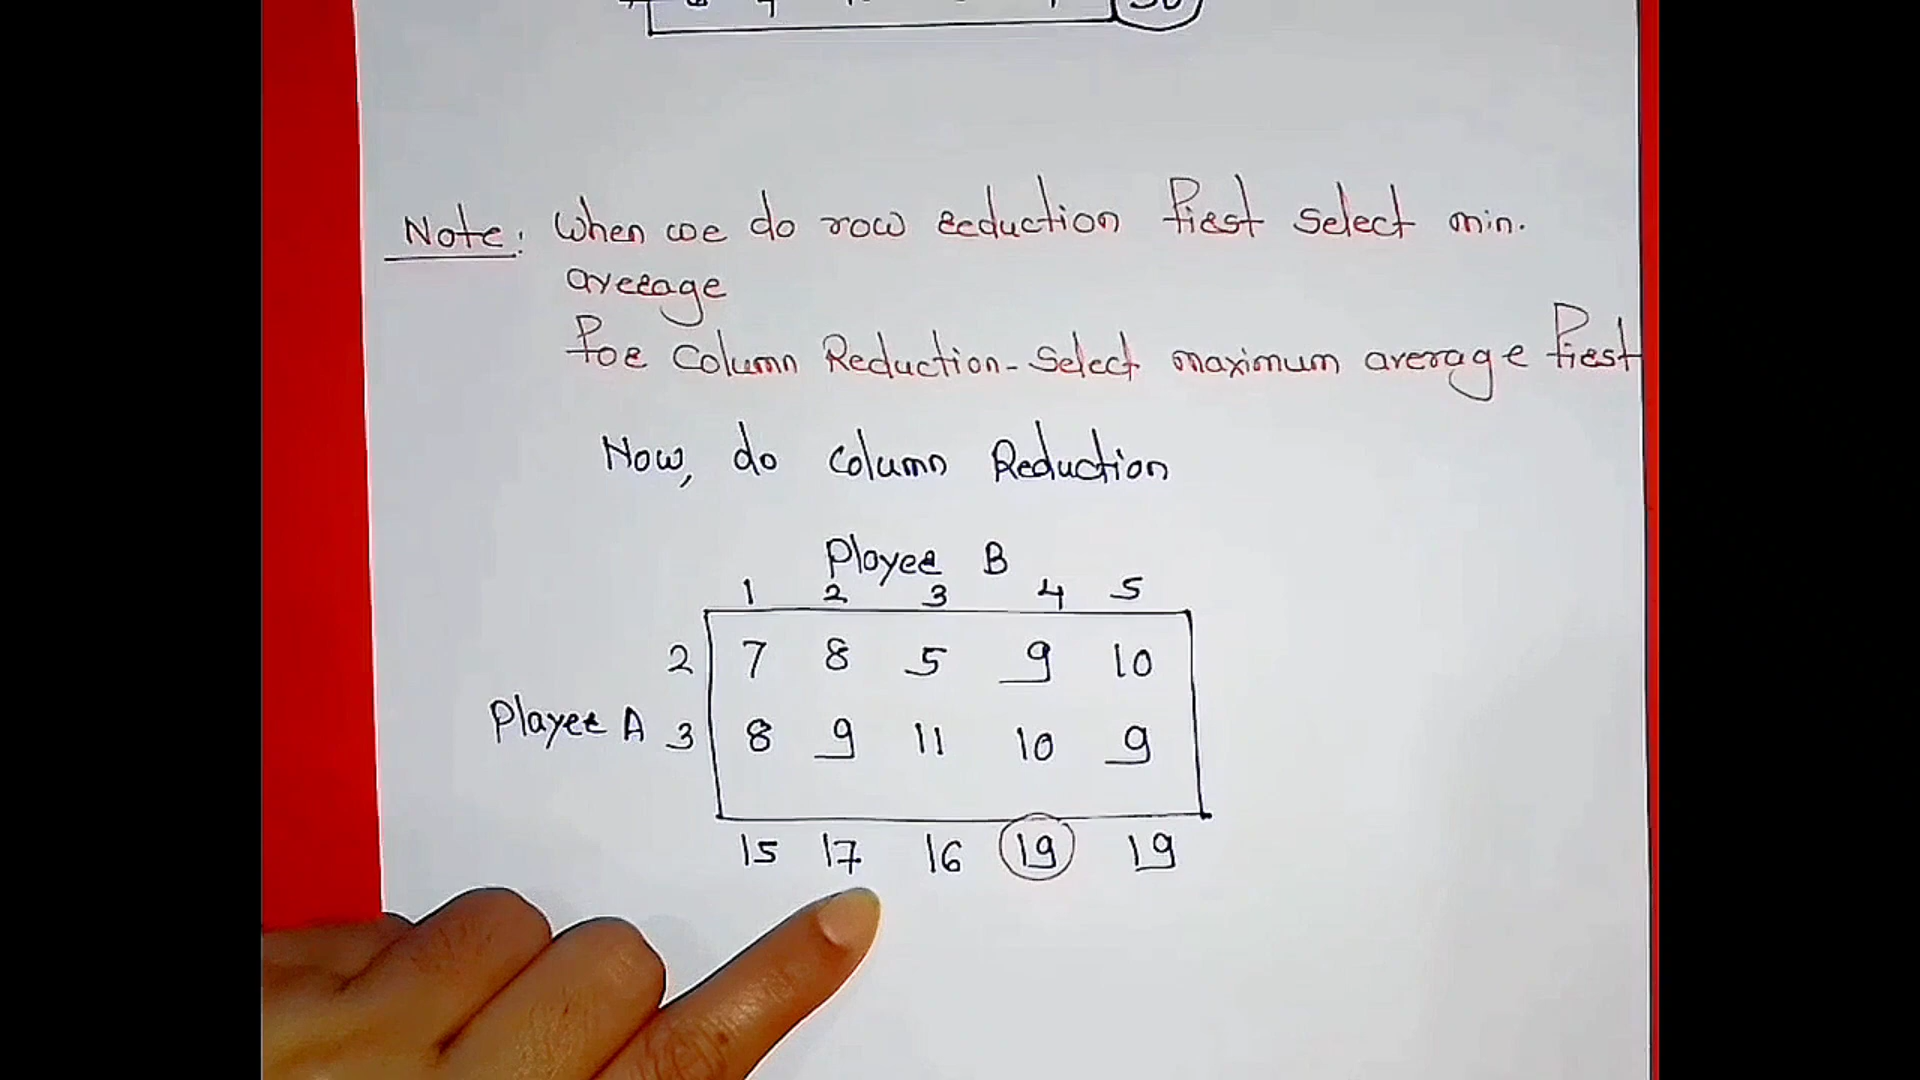 Note: When we do row reduction first select min.
average
For Column Reduction - Select maximum average first
Now, do Column Reduction
Player B
1 2 3 4 5
2 7 8 5 9 10
Player A 3 8 9 11 10 9
15 17 16 19 19